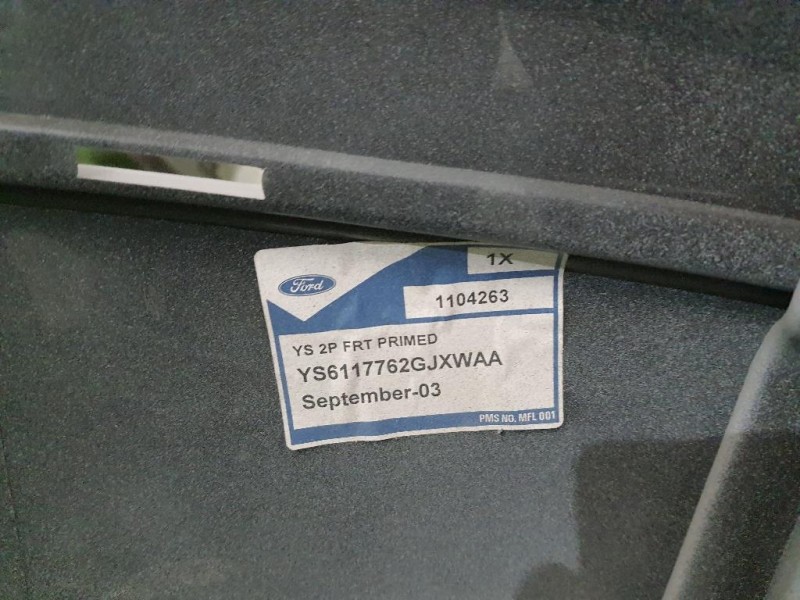 1X
Ford
1104263
YS 2P FRT PRIMED
YS6117762GJXWAA
September-03
PMS NO. MFL 001